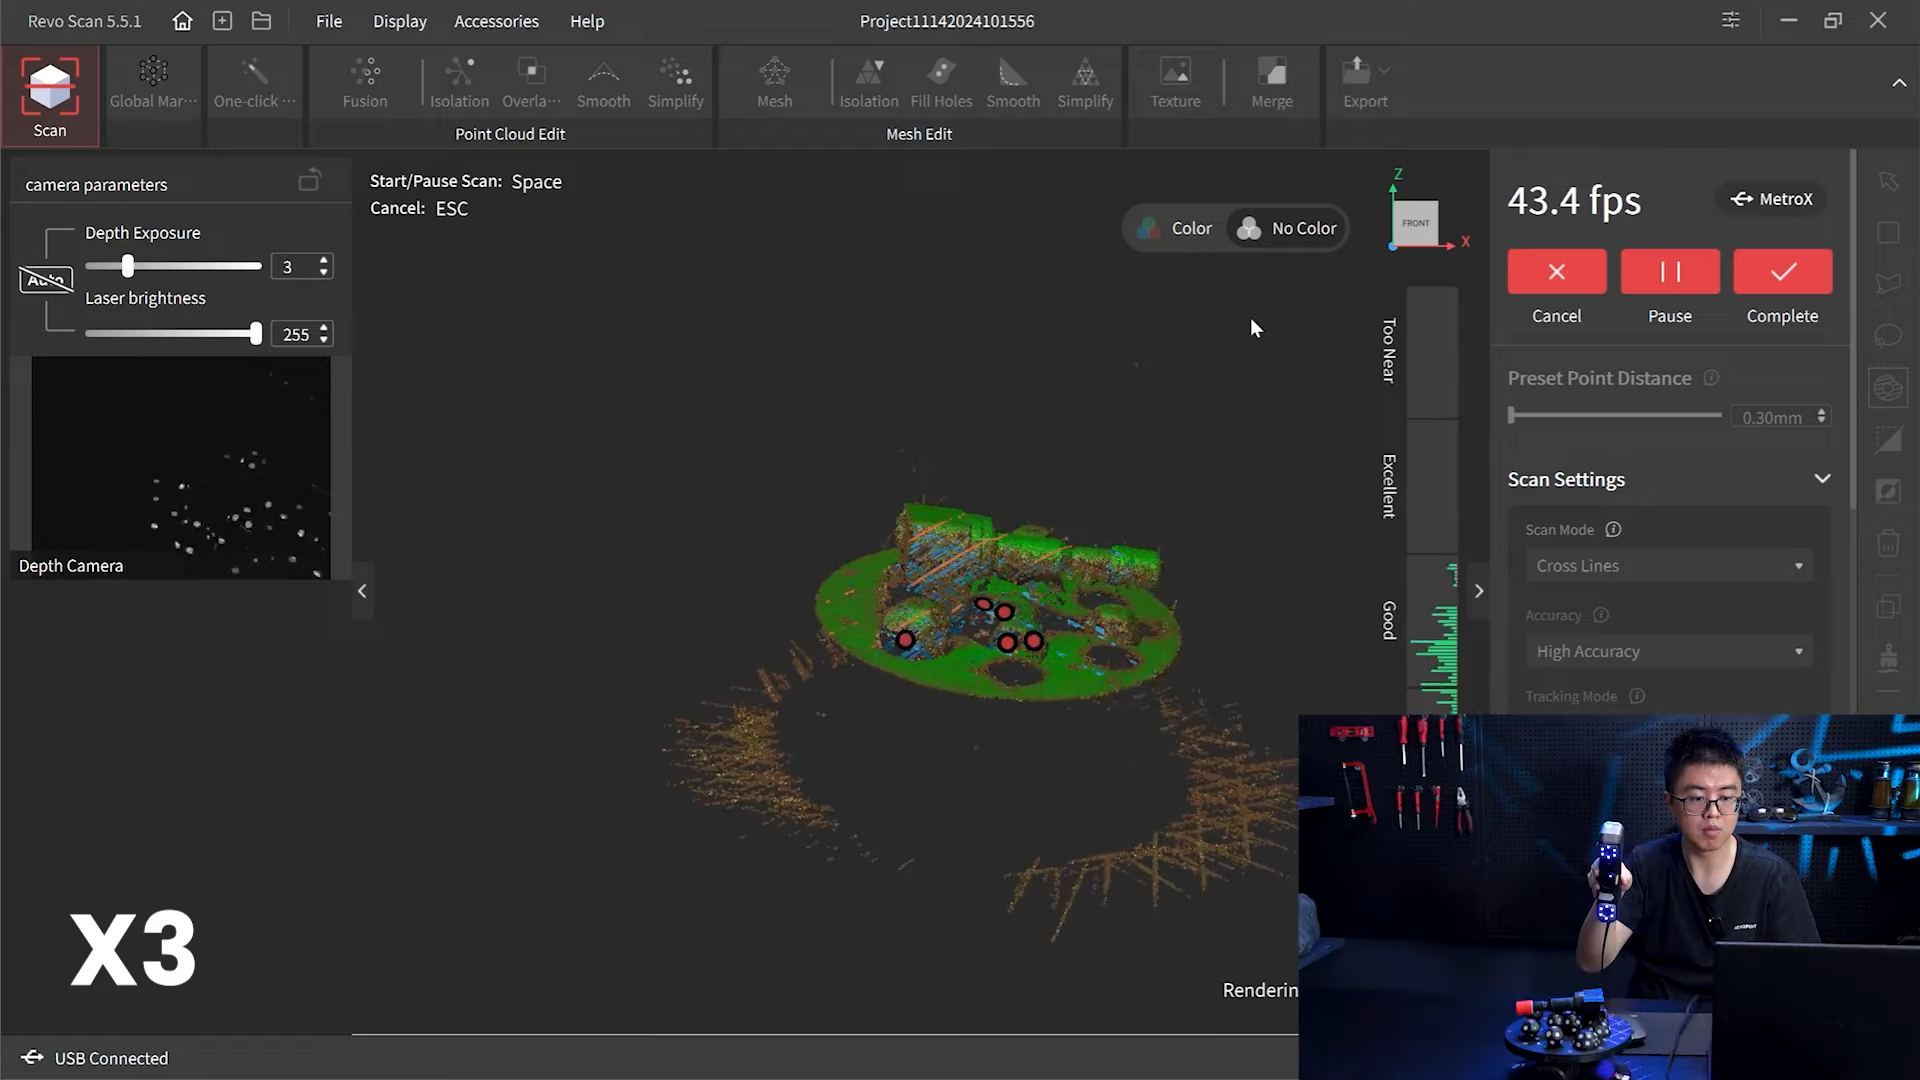 Revo Scan 5.5.1
File
Display
Accessories
Help
Project11142024101556
Scan
Global Mar···
One-click ···
Fusion
Isolation
Overla···
Smooth
Simplify
Point Cloud Edit
Mesh
Isolation
Fill Holes
Smooth
Simplify
Mesh Edit
Texture
Merge
Export
camera parameters
Depth Exposure
3
Auto
Laser brightness
255
Depth Camera
Start/Pause Scan: Space
Cancel: ESC
Color
No Color
Z
FRONT
X
Too Near
Excellent
Good
43.4 fps
MetroX
Cancel
Pause
Complete
Preset Point Distance
0.30mm
Scan Settings
Scan Mode
Cross Lines
Accuracy
High Accuracy
Tracking Mode
X3
Renderin
REVOPOINT
USB Connected